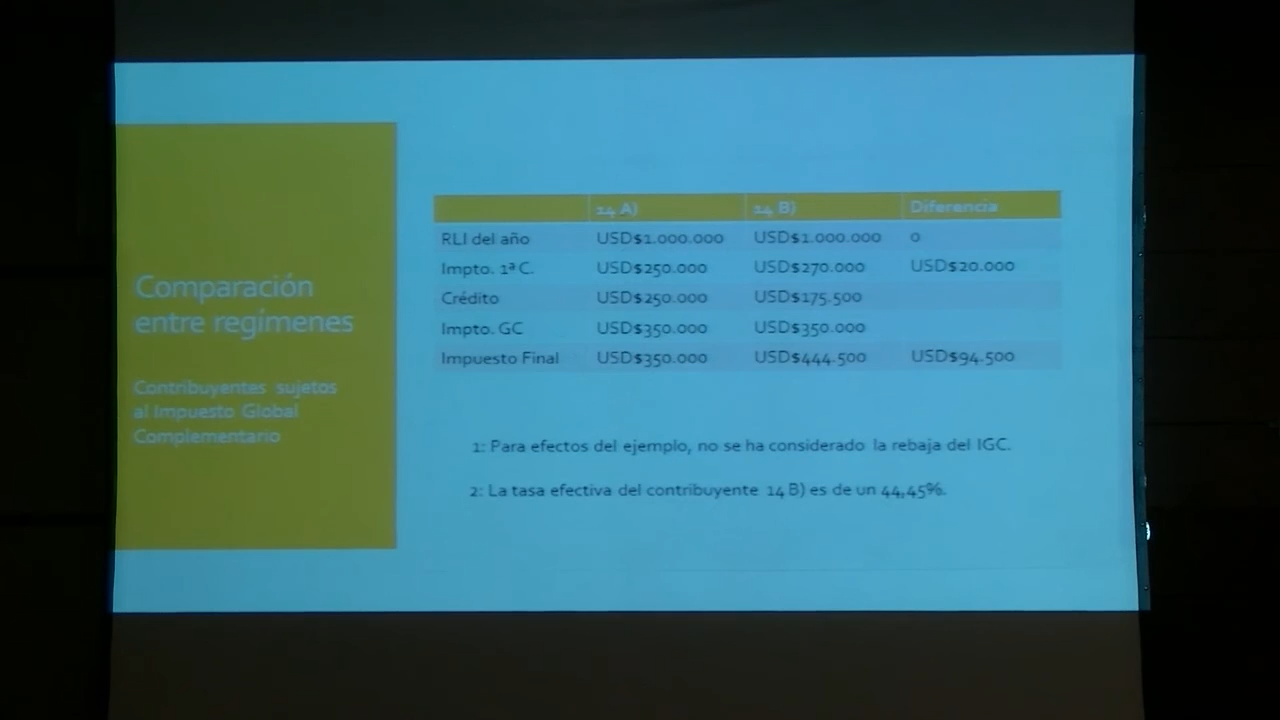 Comparación
entre regímenes
Contribuyentes sujetos
al Impuesto Global
Complementario
14 A) 14 B) Diferencia
RLI del año USD$1.000.000 USD$1.000.000 0
Impto. 1ª C. USD$250.000 USD$270.000 USD$20.000
Crédito USD$250.000 USD$175.500
Impto. GC USD$350.000 USD$350.000
Impuesto Final USD$350.000 USD$444.500 USD$94.500
1: Para efectos del ejemplo, no se ha considerado la rebaja del IGC.
2: La tasa efectiva del contribuyente 14 B) es de un 44,45%.